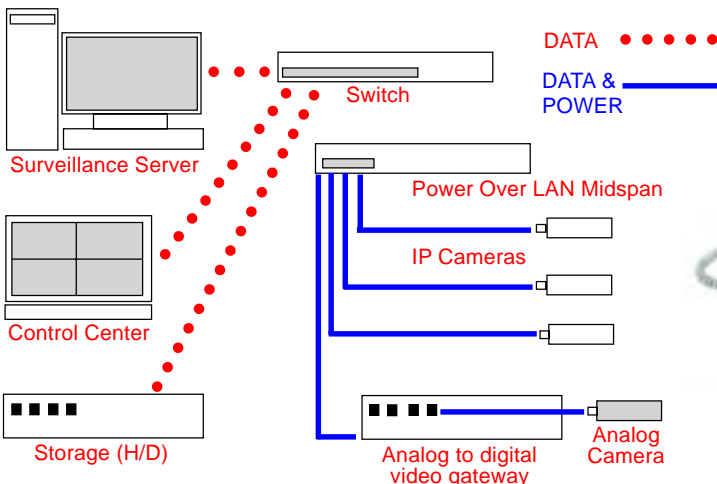 DATA
DATA &
POWER
Switch
Surveillance Server
Power Over LAN Midspan
IP Cameras
Control Center
Storage (H/D)
Analog to digital
video gateway
Analog
Camera